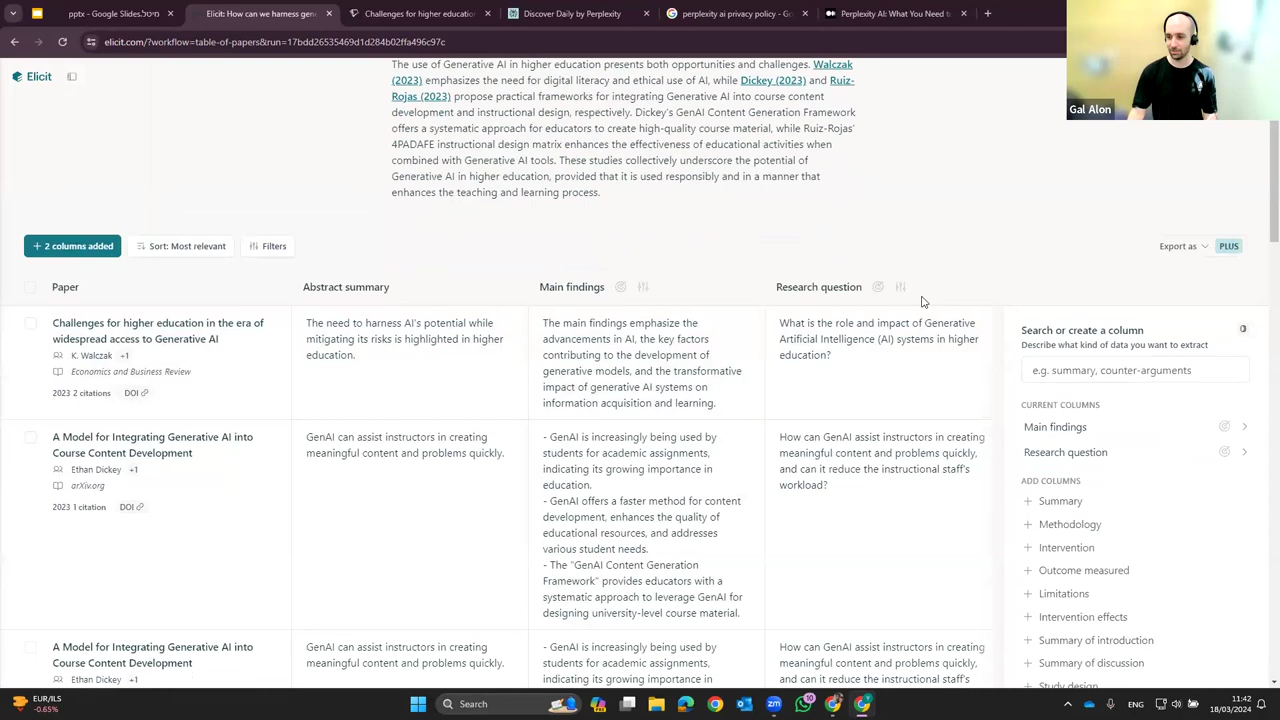 pptx - Google Slides.מיטל
Elicit: How can we harness gen
Challenges for higher education
Discover Daily by Perplexity
perplexity ai privacy policy - Go
Perplexity AI: What You Need to
elicit.com/?workflow=table-of-papers&run=17bdd26535469d1d284b02ffa496c97c
Gal Alon
Elicit
The use of Generative AI in higher education presents both opportunities and challenges. Walczak
(2023) emphasizes the need for digital literacy and ethical use of AI, while Dickey (2023) and Ruiz-
Rojas (2023) propose practical frameworks for integrating Generative AI into course content
development and instructional design, respectively. Dickey's GenAI Content Generation Framework
offers a systematic approach for educators to create high-quality course material, while Ruiz-Rojas'
4PADAFE instructional design matrix enhances the effectiveness of educational activities when
combined with Generative AI tools. These studies collectively underscore the potential of
Generative AI in higher education, provided that it is used responsibly and in a manner that
enhances the teaching and learning process.
+ 2 columns added
Sort: Most relevant
Filters
Export as
PLUS
Paper
Abstract summary
Main findings
Research question
Challenges for higher education in the era of
widespread access to Generative AI
K. Walczak +1
Economics and Business Review
2023 2 citations DOI
The need to harness AI's potential while
mitigating its risks is highlighted in higher
education.
The main findings emphasize the
advancements in AI, the key factors
contributing to the development of
generative models, and the transformative
impact of generative AI systems on
information acquisition and learning.
What is the role and impact of Generative
Artificial Intelligence (AI) systems in higher
education?
A Model for Integrating Generative AI into
Course Content Development
Ethan Dickey +1
arXiv.org
2023 1 citation DOI
GenAI can assist instructors in creating
meaningful content and problems quickly.
- GenAI is increasingly being used by
students for academic assignments,
indicating its growing importance in
education.
- GenAI offers a faster method for content
development, enhances the quality of
educational resources, and addresses
various student needs.
- The "GenAI Content Generation
Framework" provides educators with a
systematic approach to leverage GenAI for
designing university-level course material.
How can GenAI assist instructors in creating
meaningful content and problems quickly,
and can it reduce the instructional staff's
workload?
A Model for Integrating Generative AI into
Course Content Development
Ethan Dickey +1
GenAI can assist instructors in creating
meaningful content and problems quickly.
- GenAI is increasingly being used by
students for academic assignments,
indicating its growing importance in
How can GenAI assist instructors in creating
meaningful content and problems quickly,
and can it reduce the instructional staff's
Search or create a column
Describe what kind of data you want to extract
e.g. summary, counter-arguments
CURRENT COLUMNS
Main findings
Research question
ADD COLUMNS
+ Summary
+ Methodology
+ Intervention
+ Outcome measured
+ Limitations
+ Intervention effects
+ Summary of introduction
+ Summary of discussion
+ Study design
EUR/ILS
-0.65%
Search
zm
10
ENG
11:42
18/03/2024